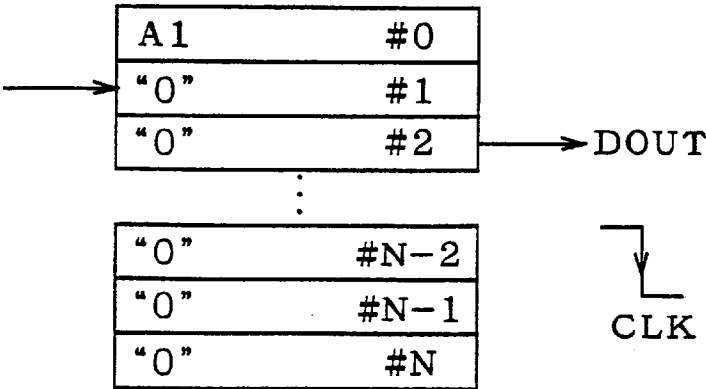 A1 #0
“0” #1
“0” #2 DOUT
“0” #N-2
“0” #N-1
CLK
“0” #N